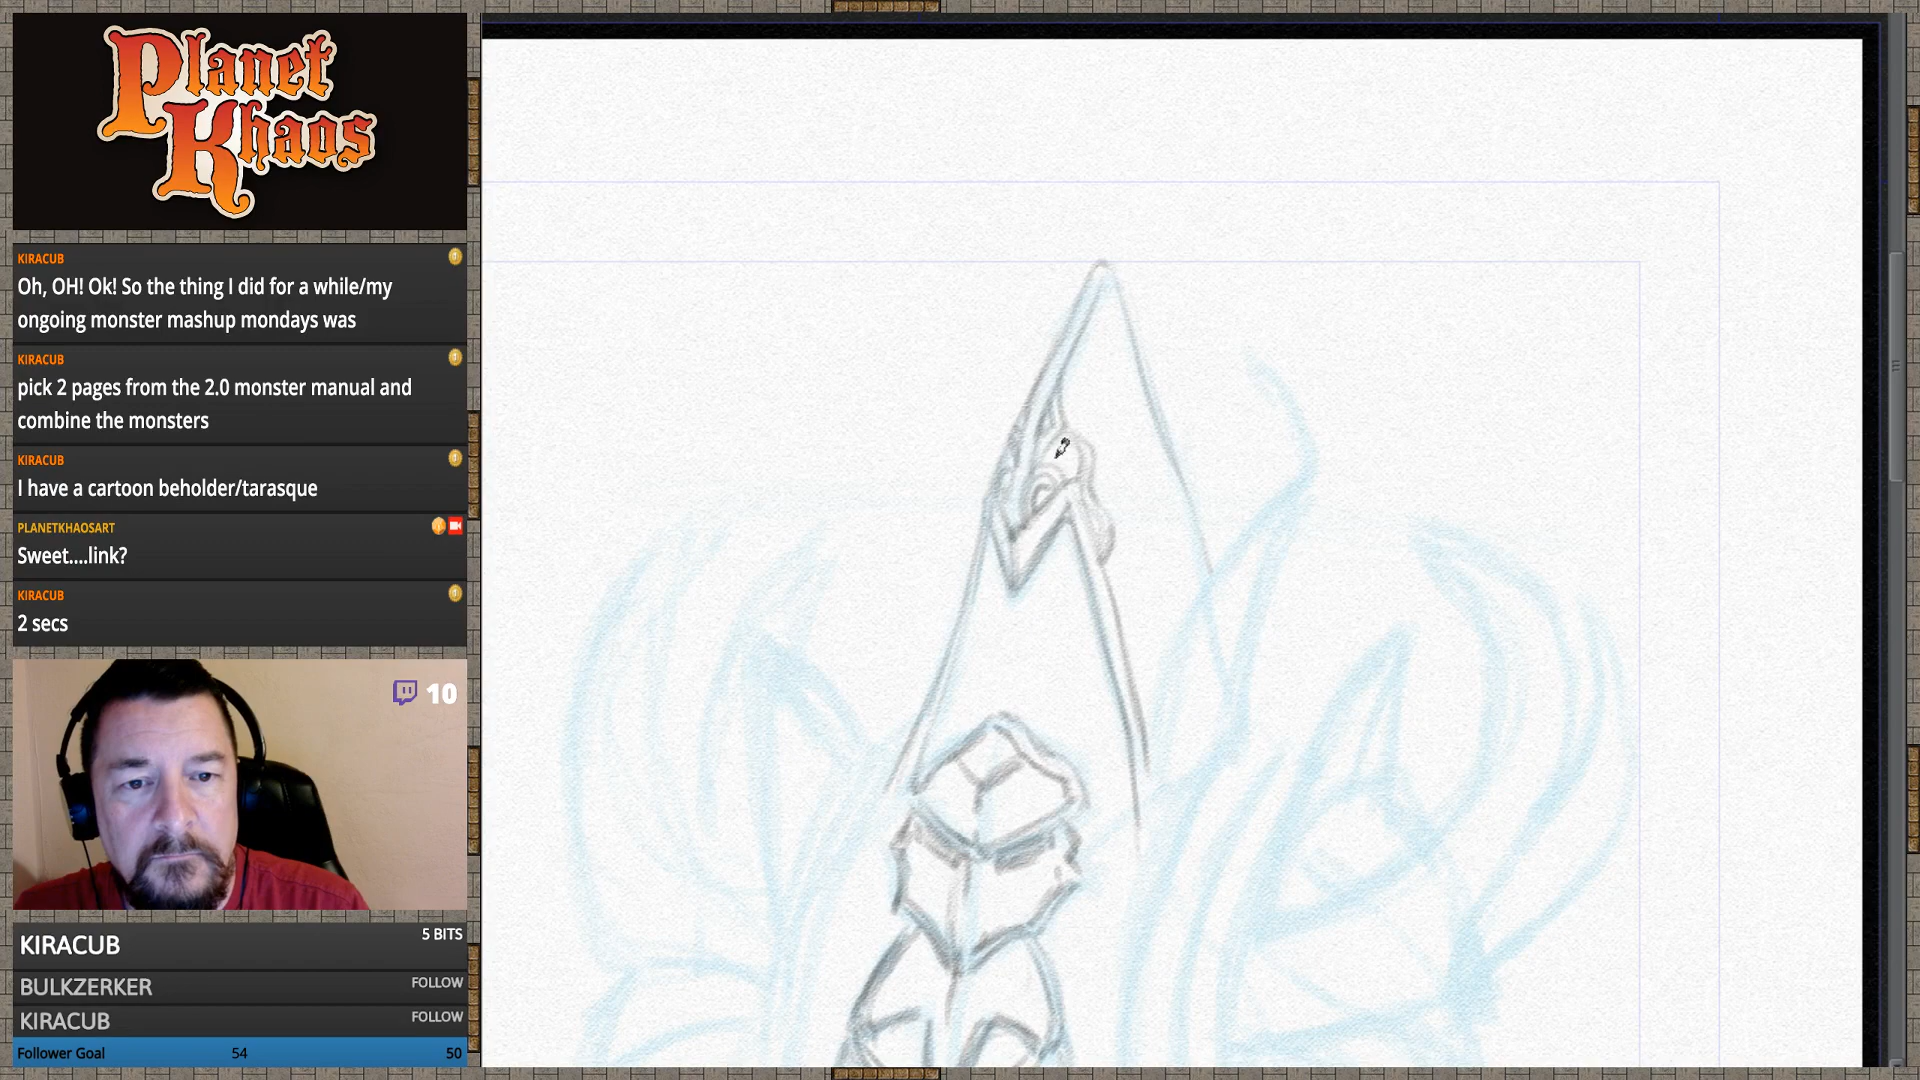 Planet
Khaos
KIRACUB
Oh, OH! Ok! So the thing I did for a while/my
ongoing monster mashup mondays was
KIRACUB
pick 2 pages from the 2.0 monster manual and
combine the monsters
KIRACUB
I have a cartoon beholder/tarasque
PLANETKHAOSART
Sweet....link?
KIRACUB
2 secs
10
KIRACUB 5 BITS
BULKZERKER FOLLOW
KIRACUB FOLLOW
Follower Goal 54 50